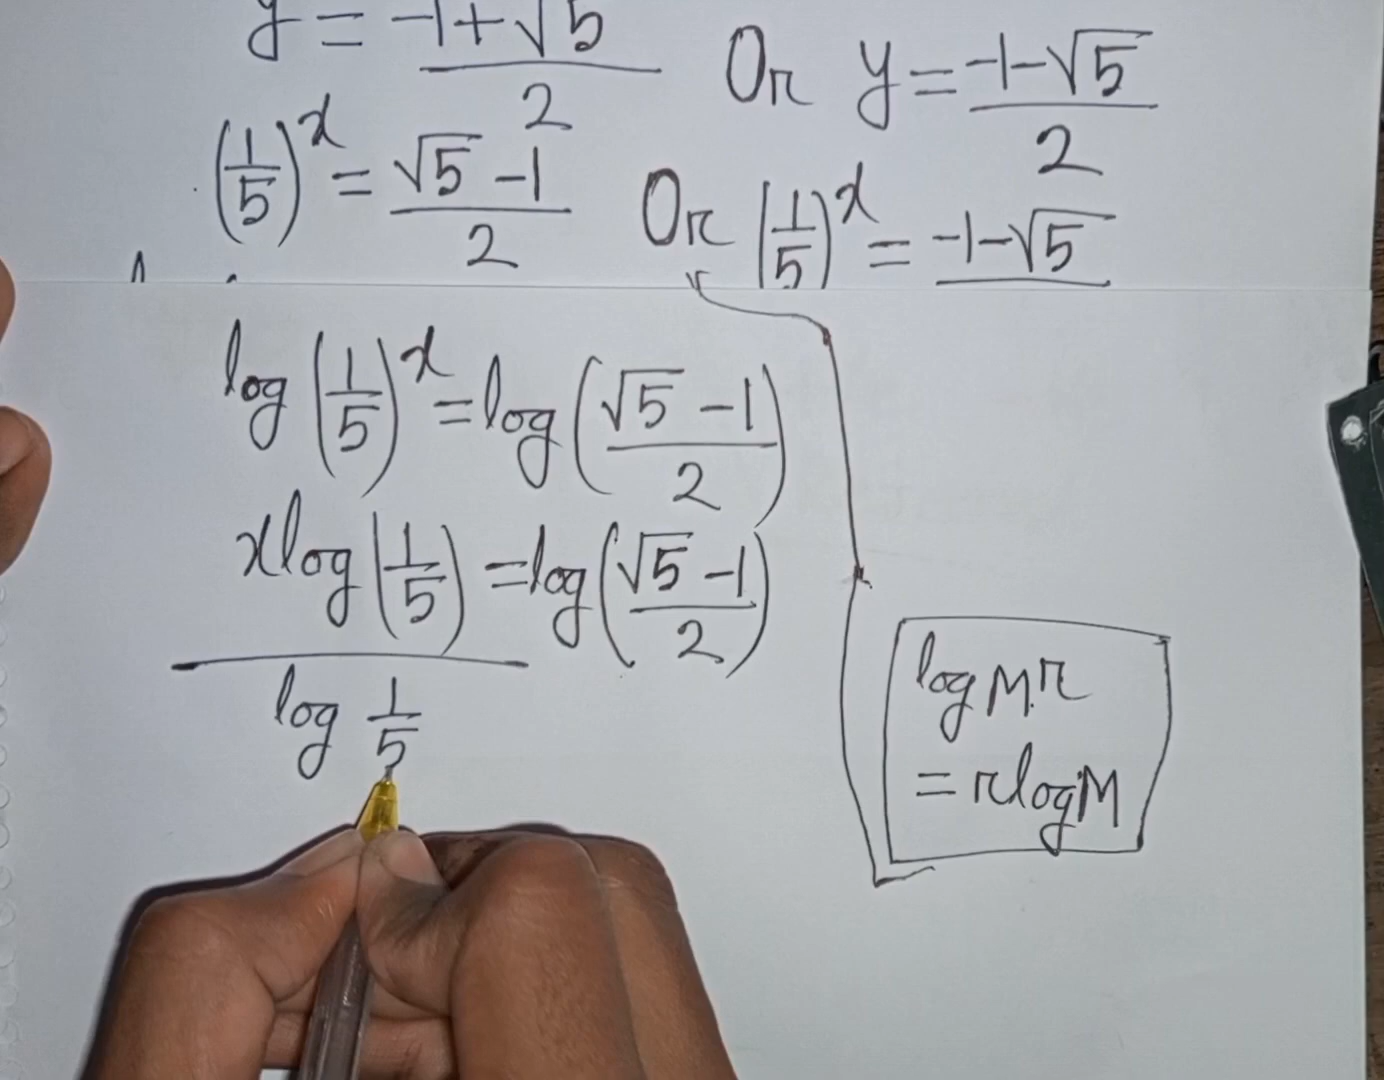 y = (-1+√5)/2 Or y = (-1-√5)/2
(1/5)^x = (√5 -1)/2 Or (1/5)^x = -1-√5
log (1/5)^x = log ((√5 -1)/2)
x log (1/5) = log ((√5 -1)/2)
log 1/5
log M^r
= r log M